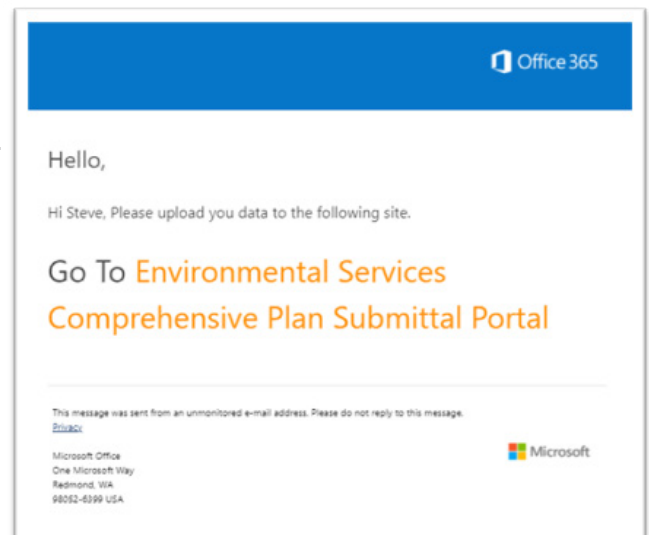 Office 365
Hello,
Hi Steve, Please upload you data to the following site.
Go To Environmental Services
Comprehensive Plan Submittal Portal
This message was sent from an unmonitored e-mail address. Please do not reply to this message.
Privacy
Microsoft
Microsoft Office
One Microsoft Way
Redmond, WA
98052-6399 USA